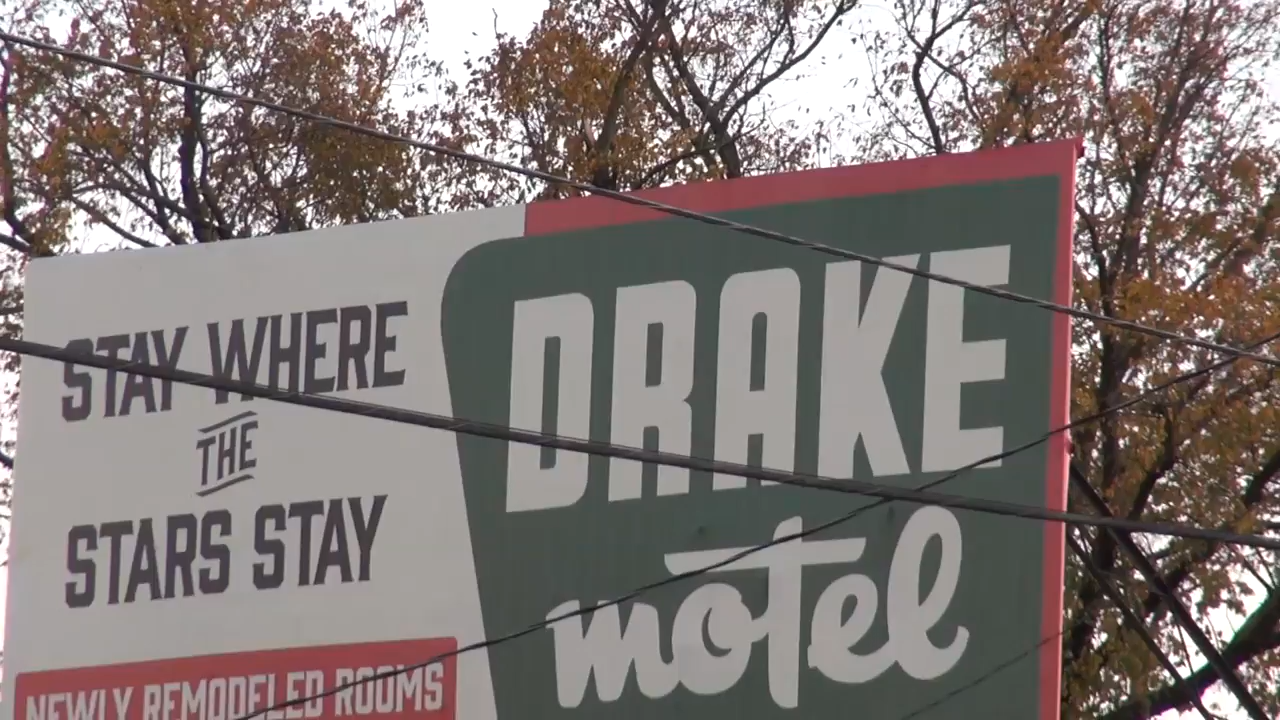 STAY WHERE
THE
STARS STAY
NEWLY REMODELED ROOMS
DRAKE
motel